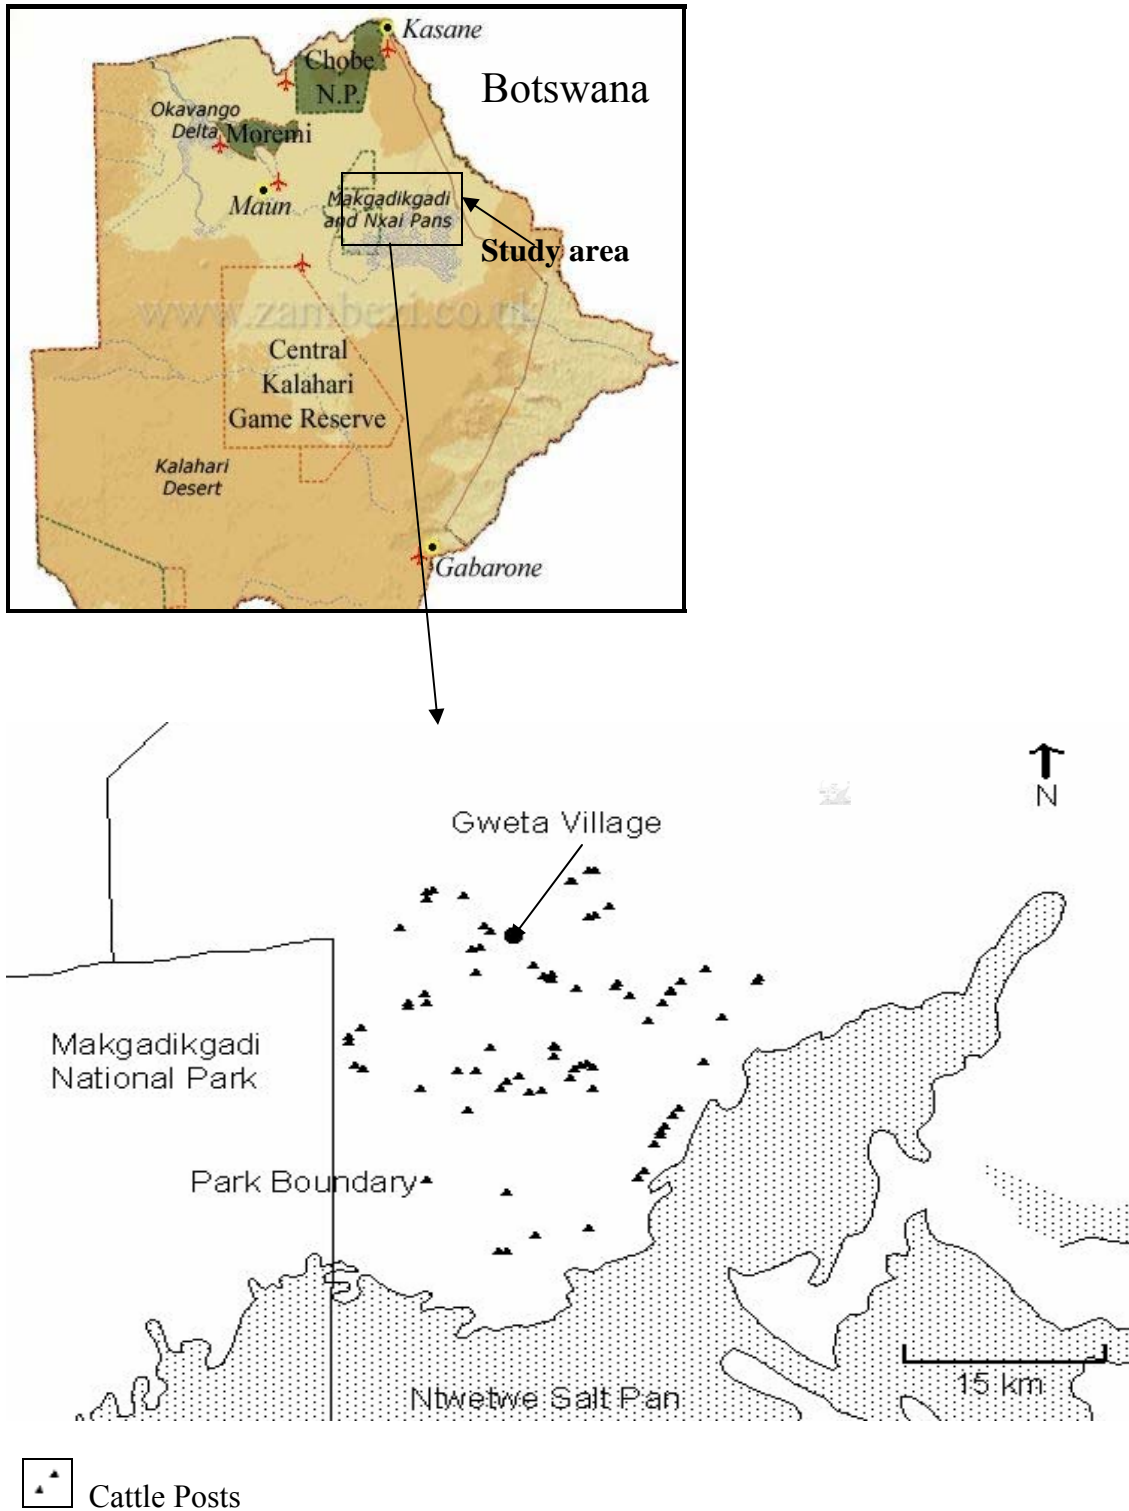 Kasane
Chobe
N.P.
Botswana
Okavango
Delta
Moremi
Maun
Makgadikgadi
and Nxai Pans
Study area
www.zambezi.co.uk
Central
Kalahari
Game Reserve
Kalahari
Desert
Gabarone
N
Gweta Village
Makgadikgadi
National Park
Park Boundary
15 km
Ntwetwe Salt Pan
Cattle Posts